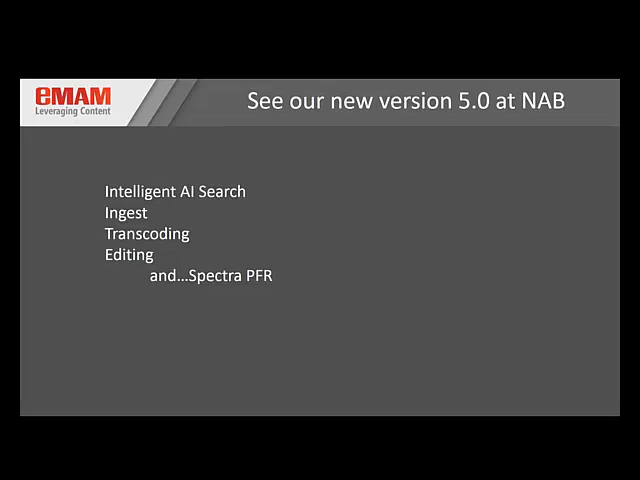 eMAM
Leveraging Content
See our new version 5.0 at NAB
Intelligent AI Search
Ingest
Transcoding
Editing
and...Spectra PFR